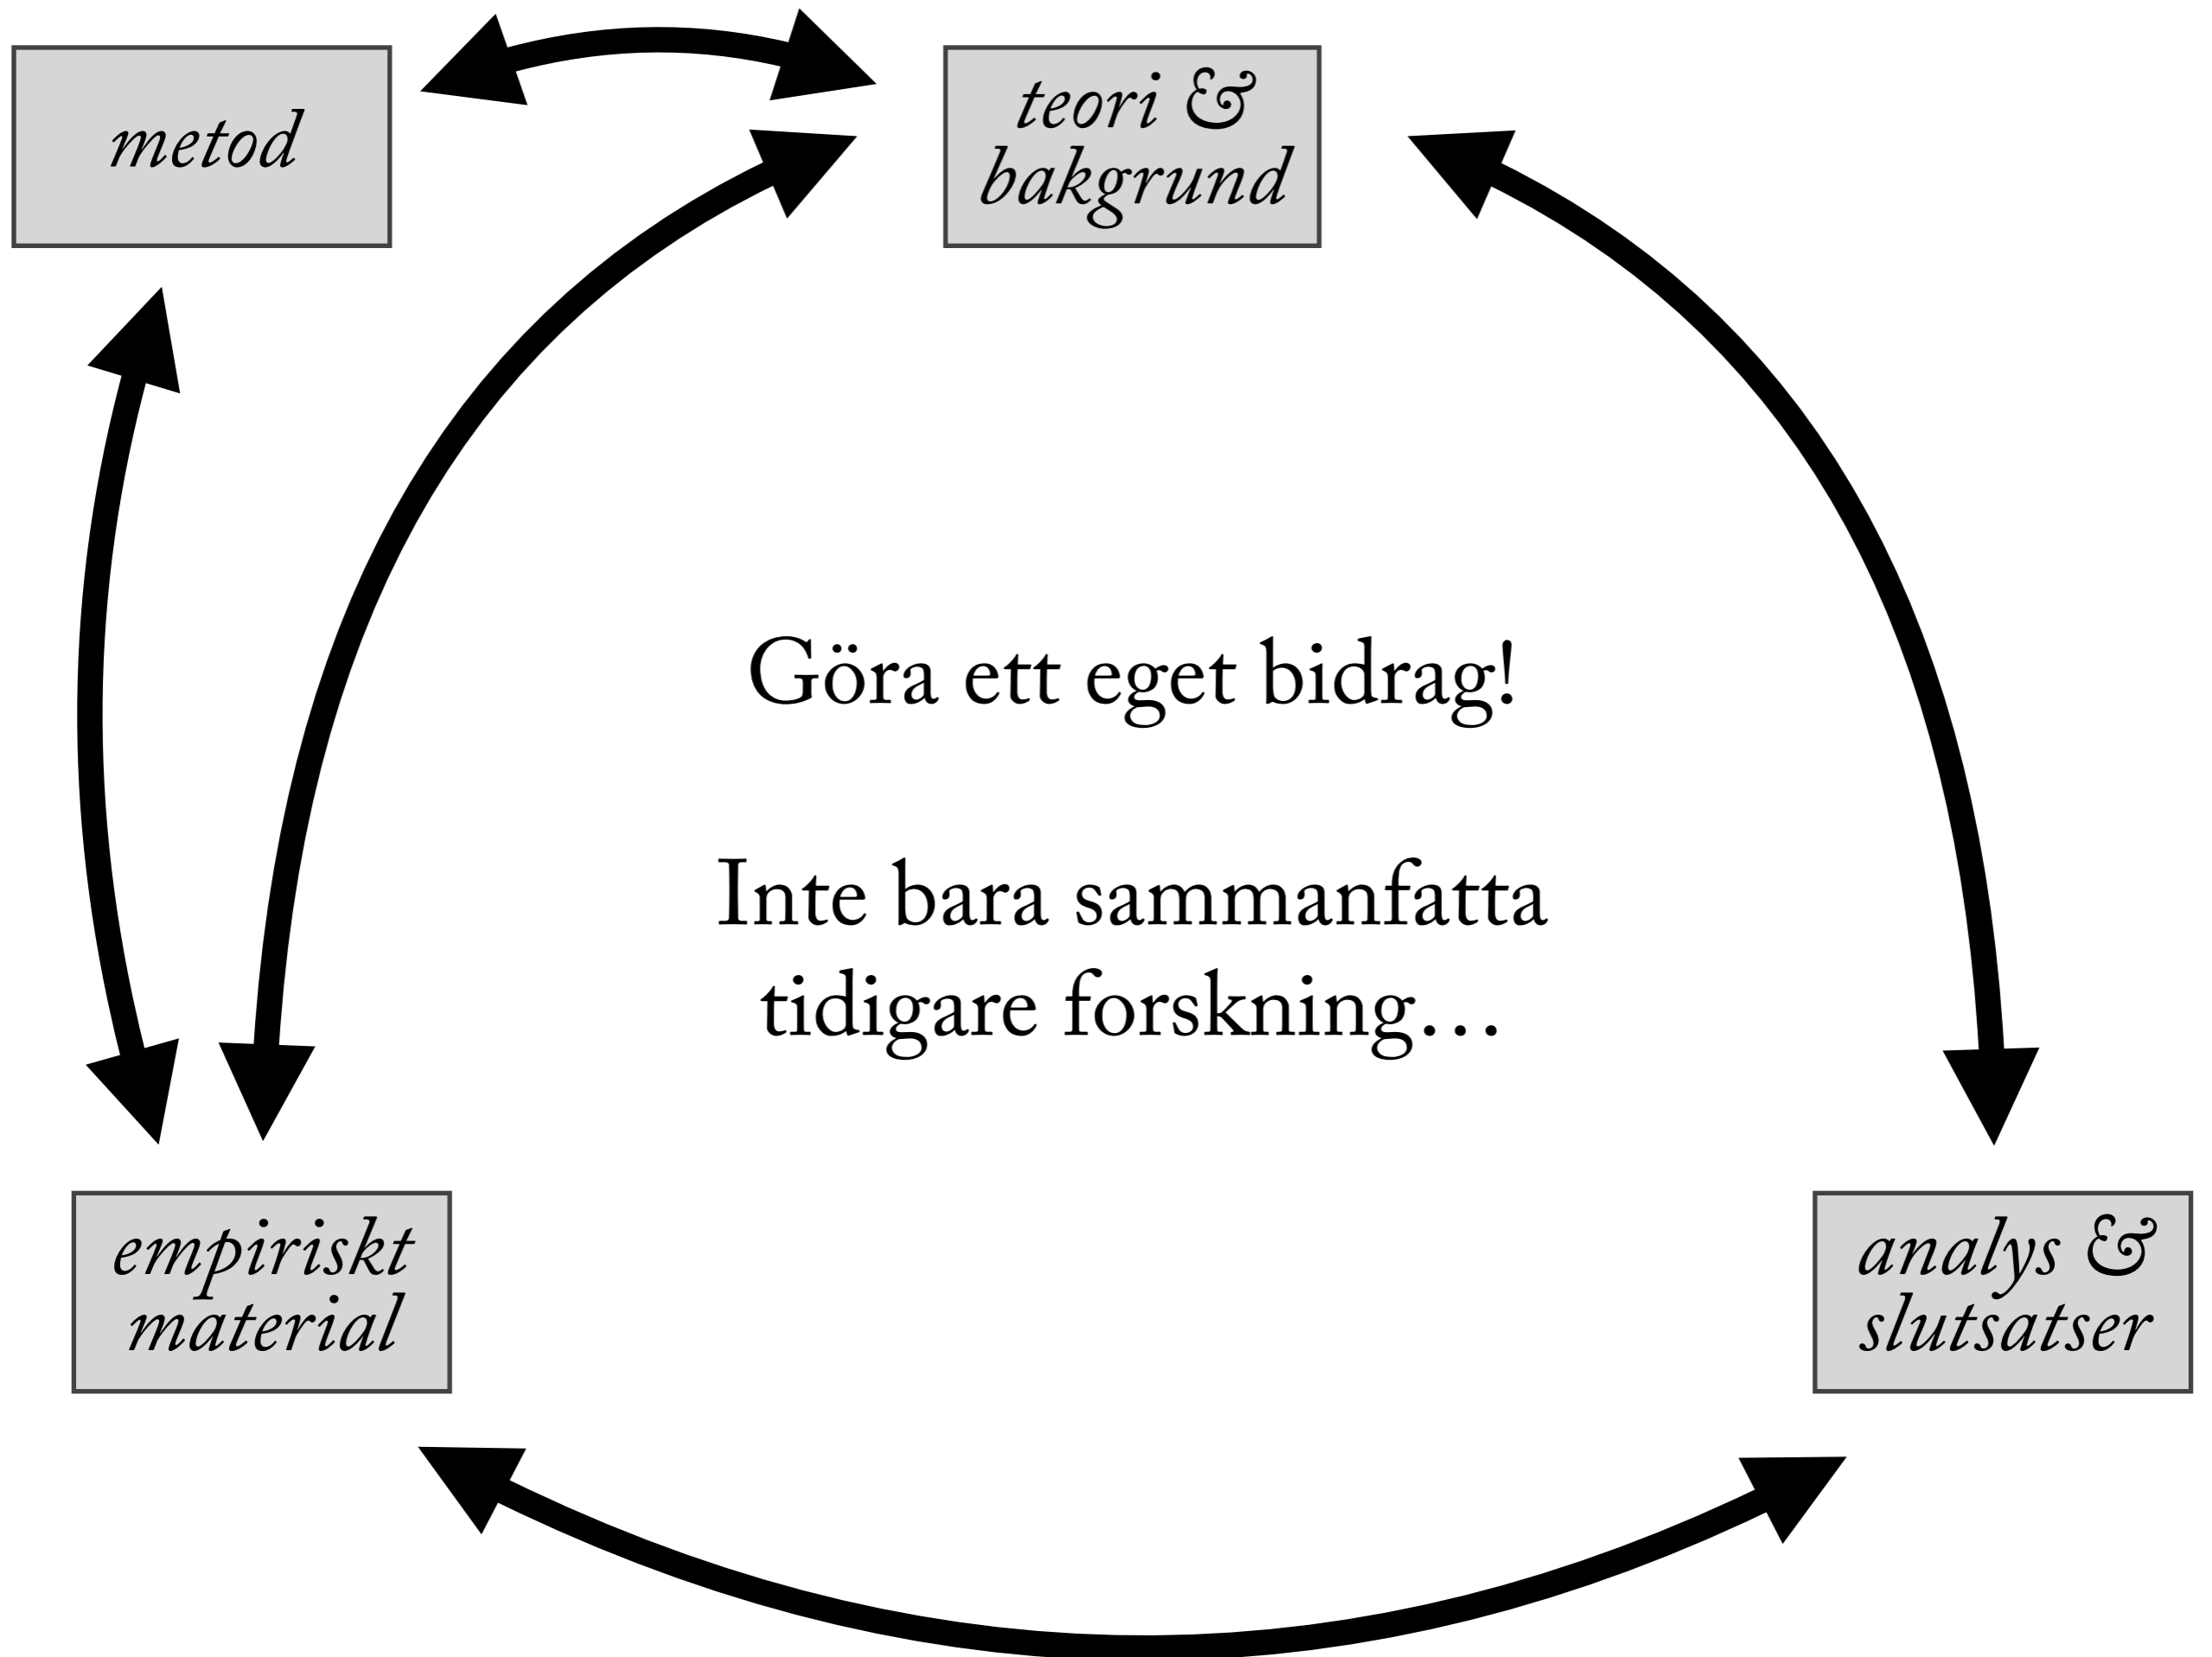 metod
teori &
bakgrund
Göra ett eget bidrag!
Inte bara sammanfatta
tidigare forskning…
empiriskt
material
analys &
slutsatser